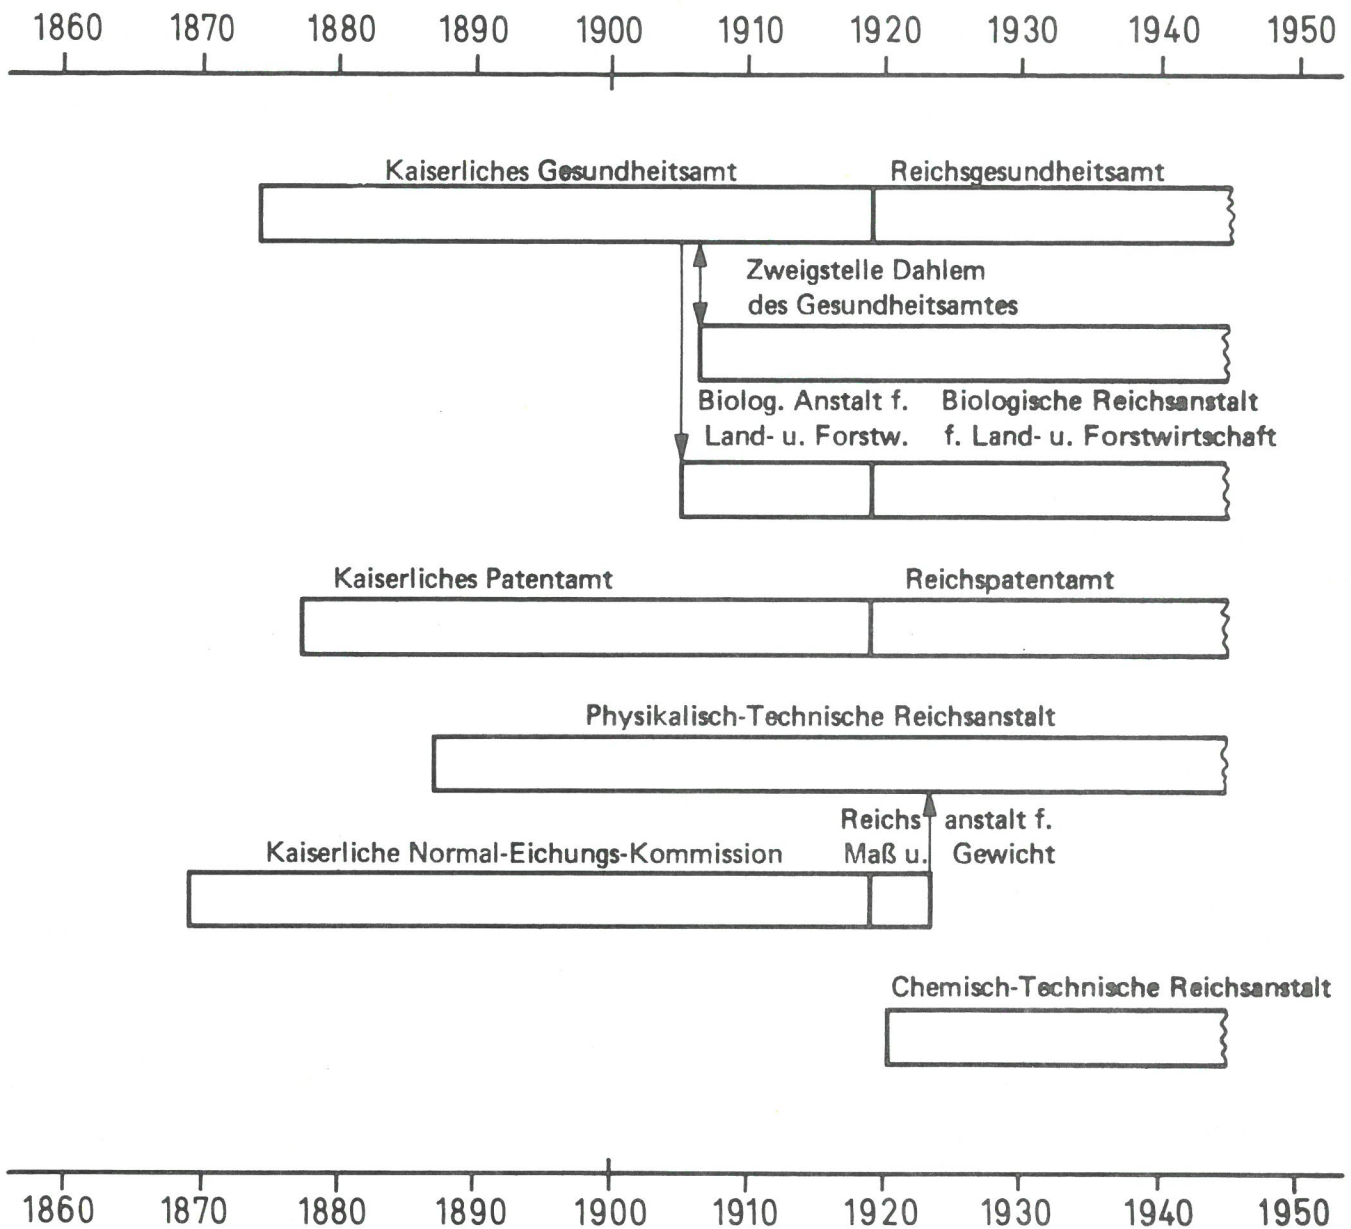 1860 1870 1880 1890 1900 1910 1920 1930 1940 1950
Kaiserliches Gesundheitsamt Reichsgesundheitsamt
Zweigstelle Dahlem
des Gesundheitsamtes
Biolog. Anstalt f. Biologische Reichsanstalt
Land- u. Forstw. f. Land- u. Forstwirtschaft
Kaiserliches Patentamt Reichspatentamt
Physikalisch-Technische Reichsanstalt
Reichs anstalt f.
Kaiserliche Normal-Eichungs-Kommission Maß u. Gewicht
Chemisch-Technische Reichsanstalt
1860 1870 1880 1890 1900 1910 1920 1930 1940 1950